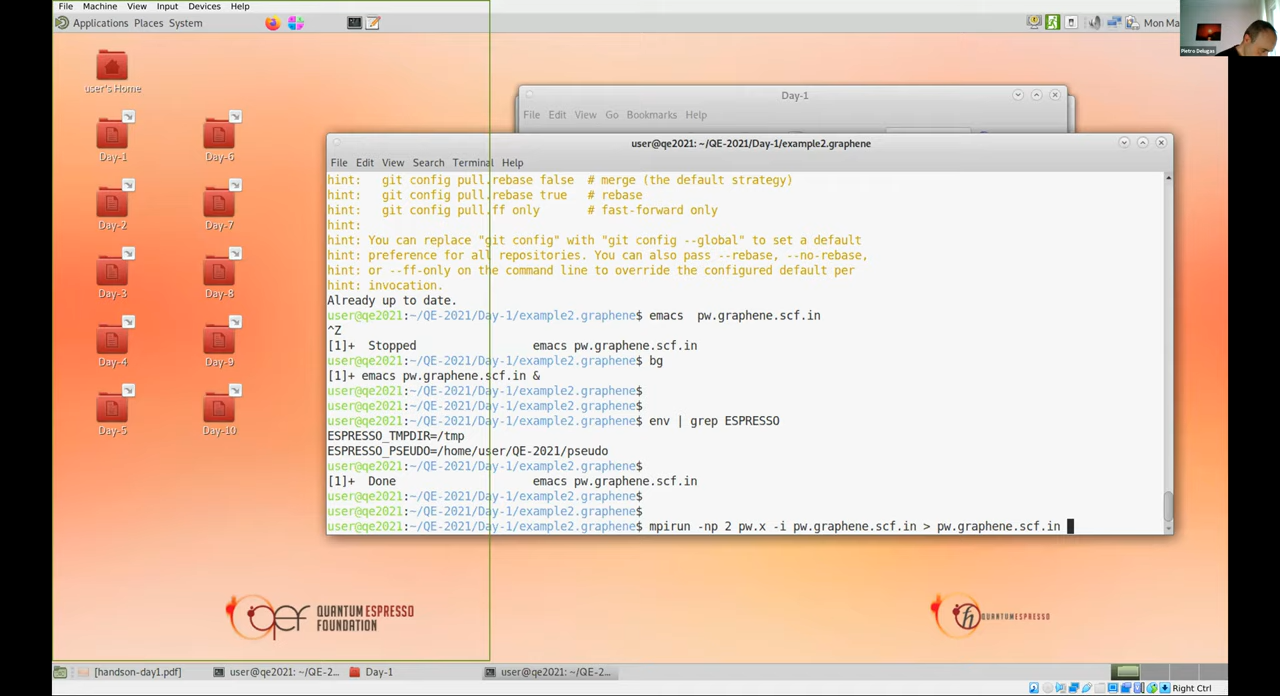 File Machine View Input Devices Help
Applications Places System
Mon Ma
Pietro Delugas
user's Home
Day-1
Day-6
Day-2
Day-7
Day-3
Day-8
Day-4
Day-9
Day-5
Day-10
Day-1
File Edit View Go Bookmarks Help
user@qe2021: ~/QE-2021/Day-1/example2.graphene
File Edit View Search Terminal Help
hint:   git config pull.rebase false  # merge (the default strategy)
hint:   git config pull.rebase true   # rebase
hint:   git config pull.ff only       # fast-forward only
hint:
hint: You can replace "git config" with "git config --global" to set a default
hint: preference for all repositories. You can also pass --rebase, --no-rebase,
hint: or --ff-only on the command line to override the configured default per
hint: invocation.
Already up to date.
user@qe2021:~/QE-2021/Day-1/example2.graphene$ emacs  pw.graphene.scf.in
^Z
[1]+  Stopped                 emacs pw.graphene.scf.in
user@qe2021:~/QE-2021/Day-1/example2.graphene$ bg
[1]+ emacs pw.graphene.scf.in &
user@qe2021:~/QE-2021/Day-1/example2.graphene$
user@qe2021:~/QE-2021/Day-1/example2.graphene$
user@qe2021:~/QE-2021/Day-1/example2.graphene$ env | grep ESPRESSO
ESPRESSO_TMPDIR=/tmp
ESPRESSO_PSEUDO=/home/user/QE-2021/pseudo
user@qe2021:~/QE-2021/Day-1/example2.graphene$
[1]+  Done                    emacs pw.graphene.scf.in
user@qe2021:~/QE-2021/Day-1/example2.graphene$
user@qe2021:~/QE-2021/Day-1/example2.graphene$
user@qe2021:~/QE-2021/Day-1/example2.graphene$ mpirun -np 2 pw.x -i pw.graphene.scf.in > pw.graphene.scf.in
qef QUANTUM ESPRESSO
FOUNDATION
QUANTUMESPRESSO
[handson-day1.pdf]
user@qe2021: ~/QE-2...
Day-1
user@qe2021: ~/QE-2...
Right Ctrl